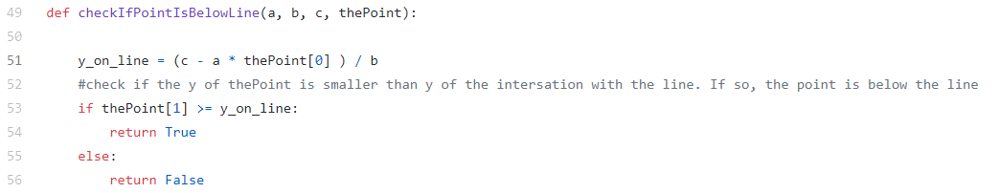 49 def checkIfPointIsBelowLine(a, b, c, thePoint):
50
51 y_on_line = (c - a * thePoint[0] ) / b
52 #check if the y of thePoint is smaller than y of the intersation with the line. If so, the point is below the line
53 if thePoint[1] >= y_on_line:
54 return True
55 else:
56 return False